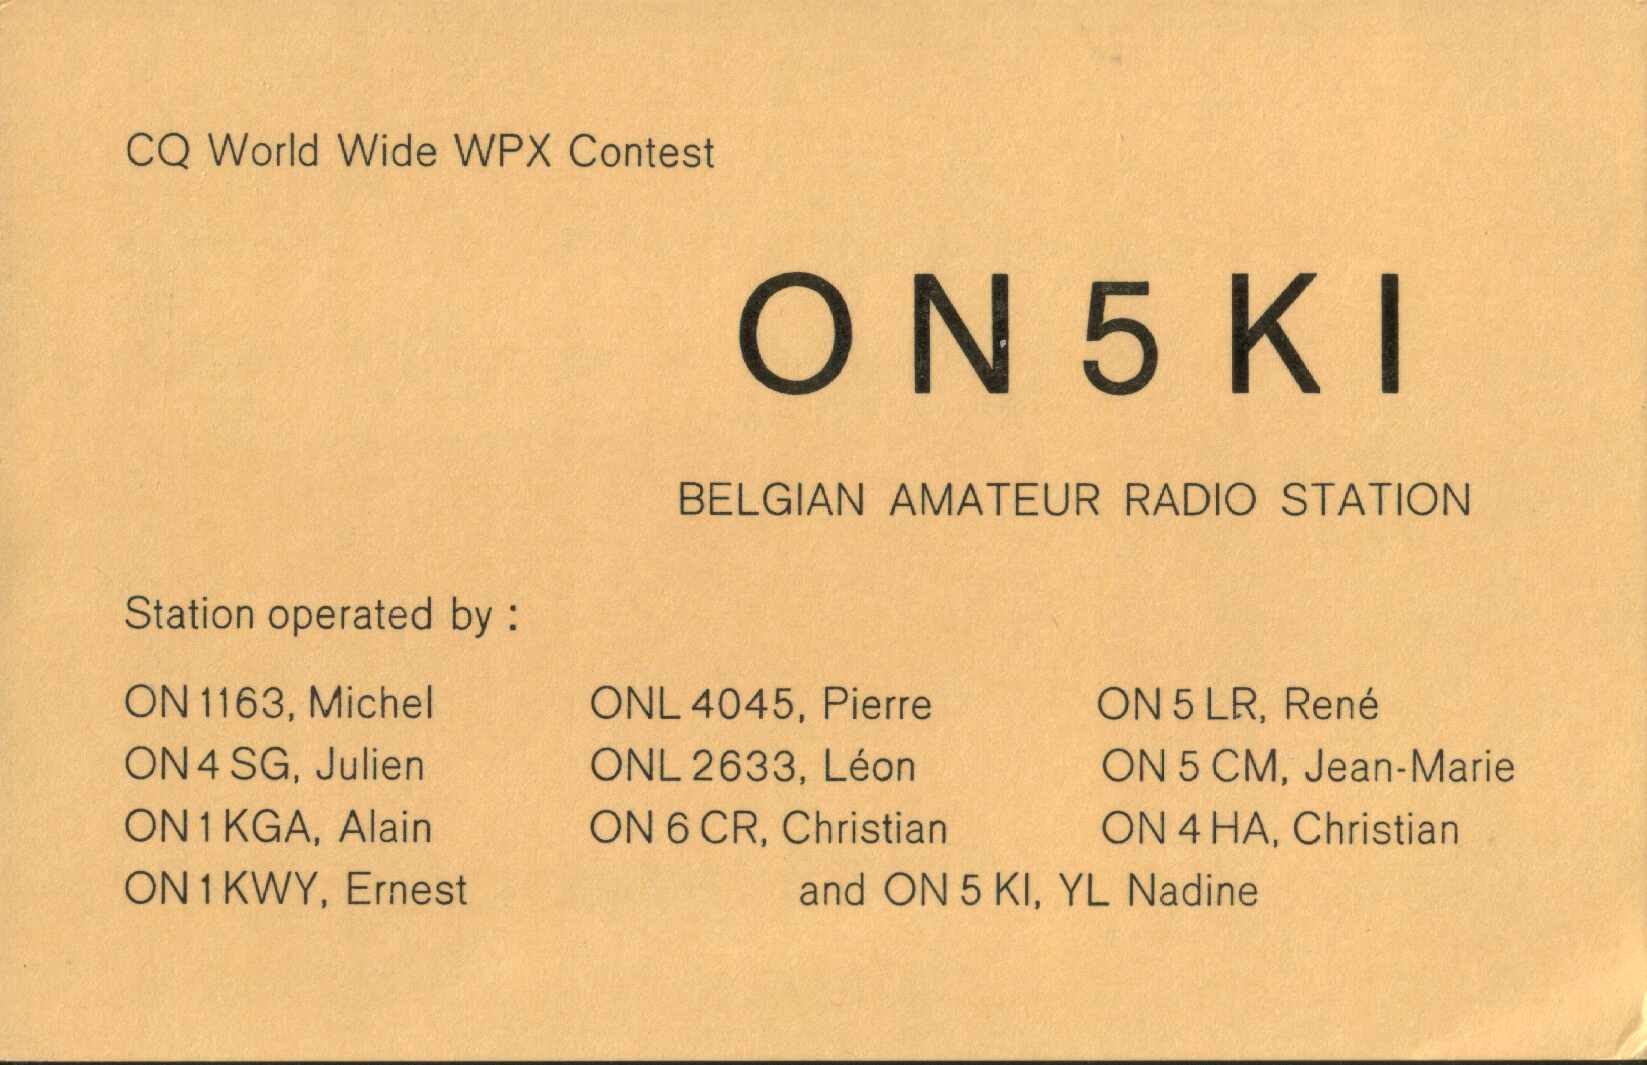 CQ World Wide WPX Contest
ON5KI
BELGIAN AMATEUR RADIO STATION
Station operated by :
ON 1163, Michel
ONL 4045, Pierre
ON 5 LR, René
ON 4 SG, Julien
ONL 2633, Léon
ON 5 CM, Jean-Marie
ON 1 KGA, Alain
ON 6 CR, Christian
ON 4 HA, Christian
ON 1 KWY, Ernest
and ON 5 KI, YL Nadine